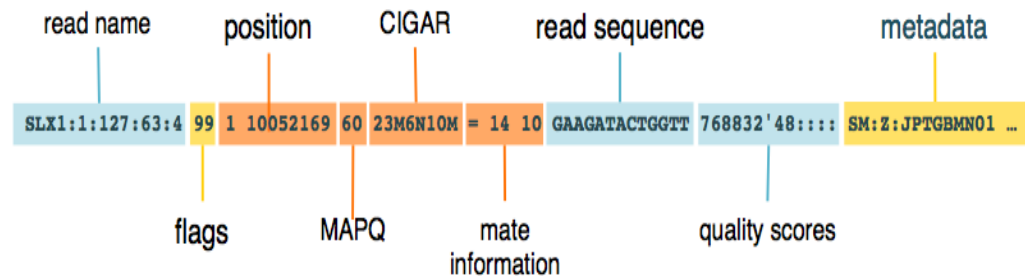 read name
position
CIGAR
read sequence
metadata
SLX1:1:127:63:4 99 1 10052169 60 23M6N10M = 14 10 GAAGATACTGGTT 768832'48:::: SM:Z:JPTGBMN01 …
flags
MAPQ
mate
information
quality scores